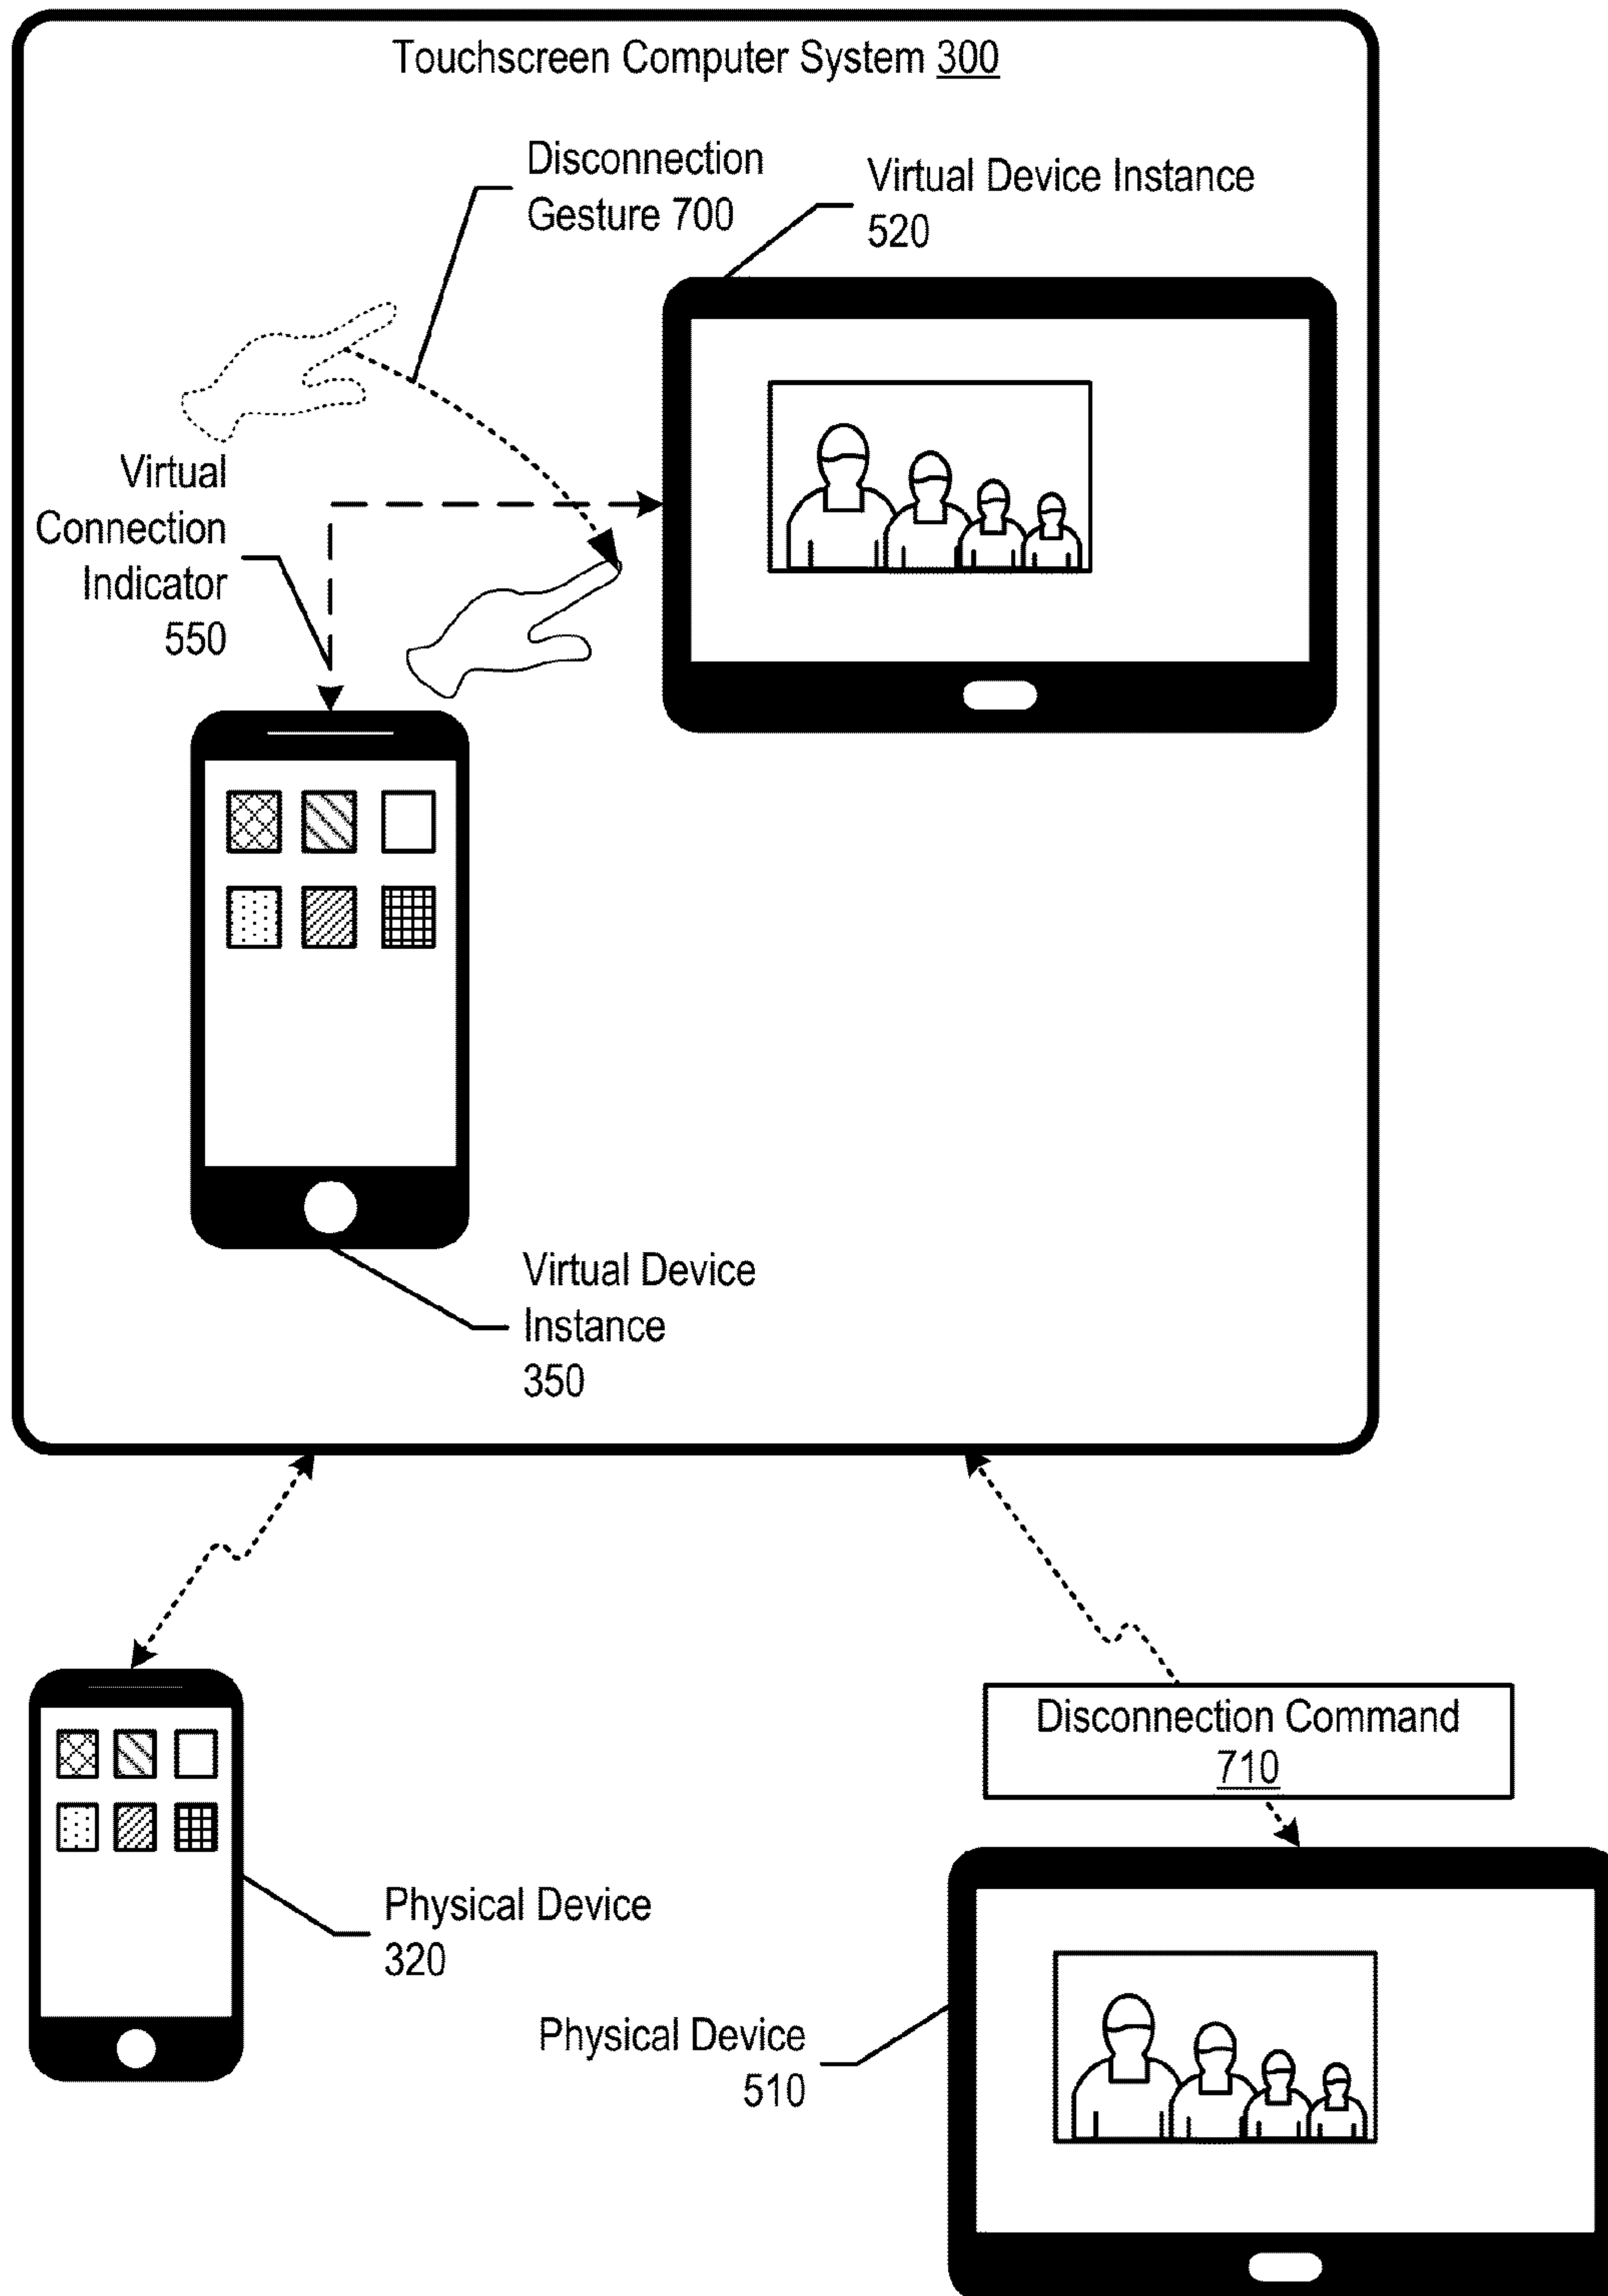 Touchscreen Computer System 300
Disconnection
Gesture 700
Virtual Device Instance
520
Virtual
Connection
Indicator
550
Virtual Device
Instance
350
Disconnection Command
710
Physical Device
320
Physical Device
510